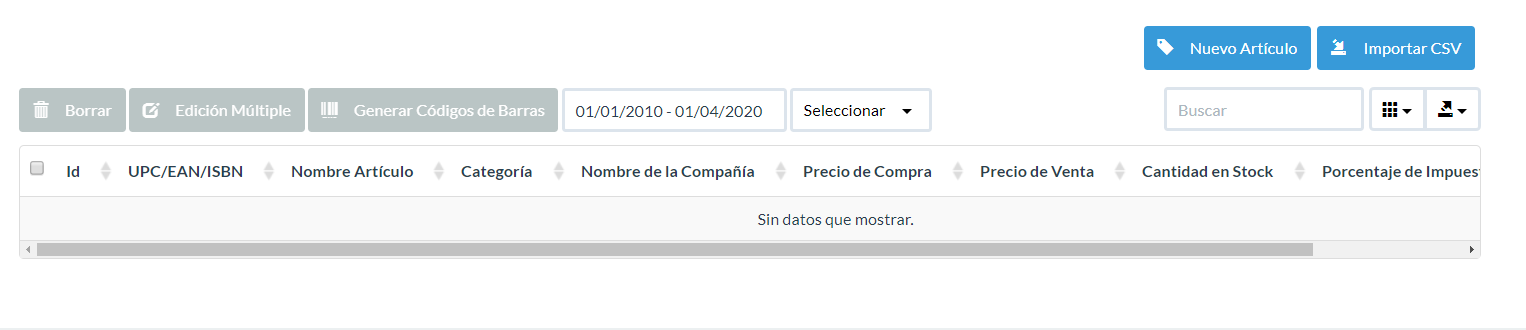 Nuevo Artículo Importar CSV
Borrar Edición Múltiple Generar Códigos de Barras 01/01/2010 - 01/04/2020 Seleccionar Buscar
Id UPC/EAN/ISBN Nombre Artículo Categoría Nombre de la Compañía Precio de Compra Precio de Venta Cantidad en Stock Porcentaje de Impues
Sin datos que mostrar.